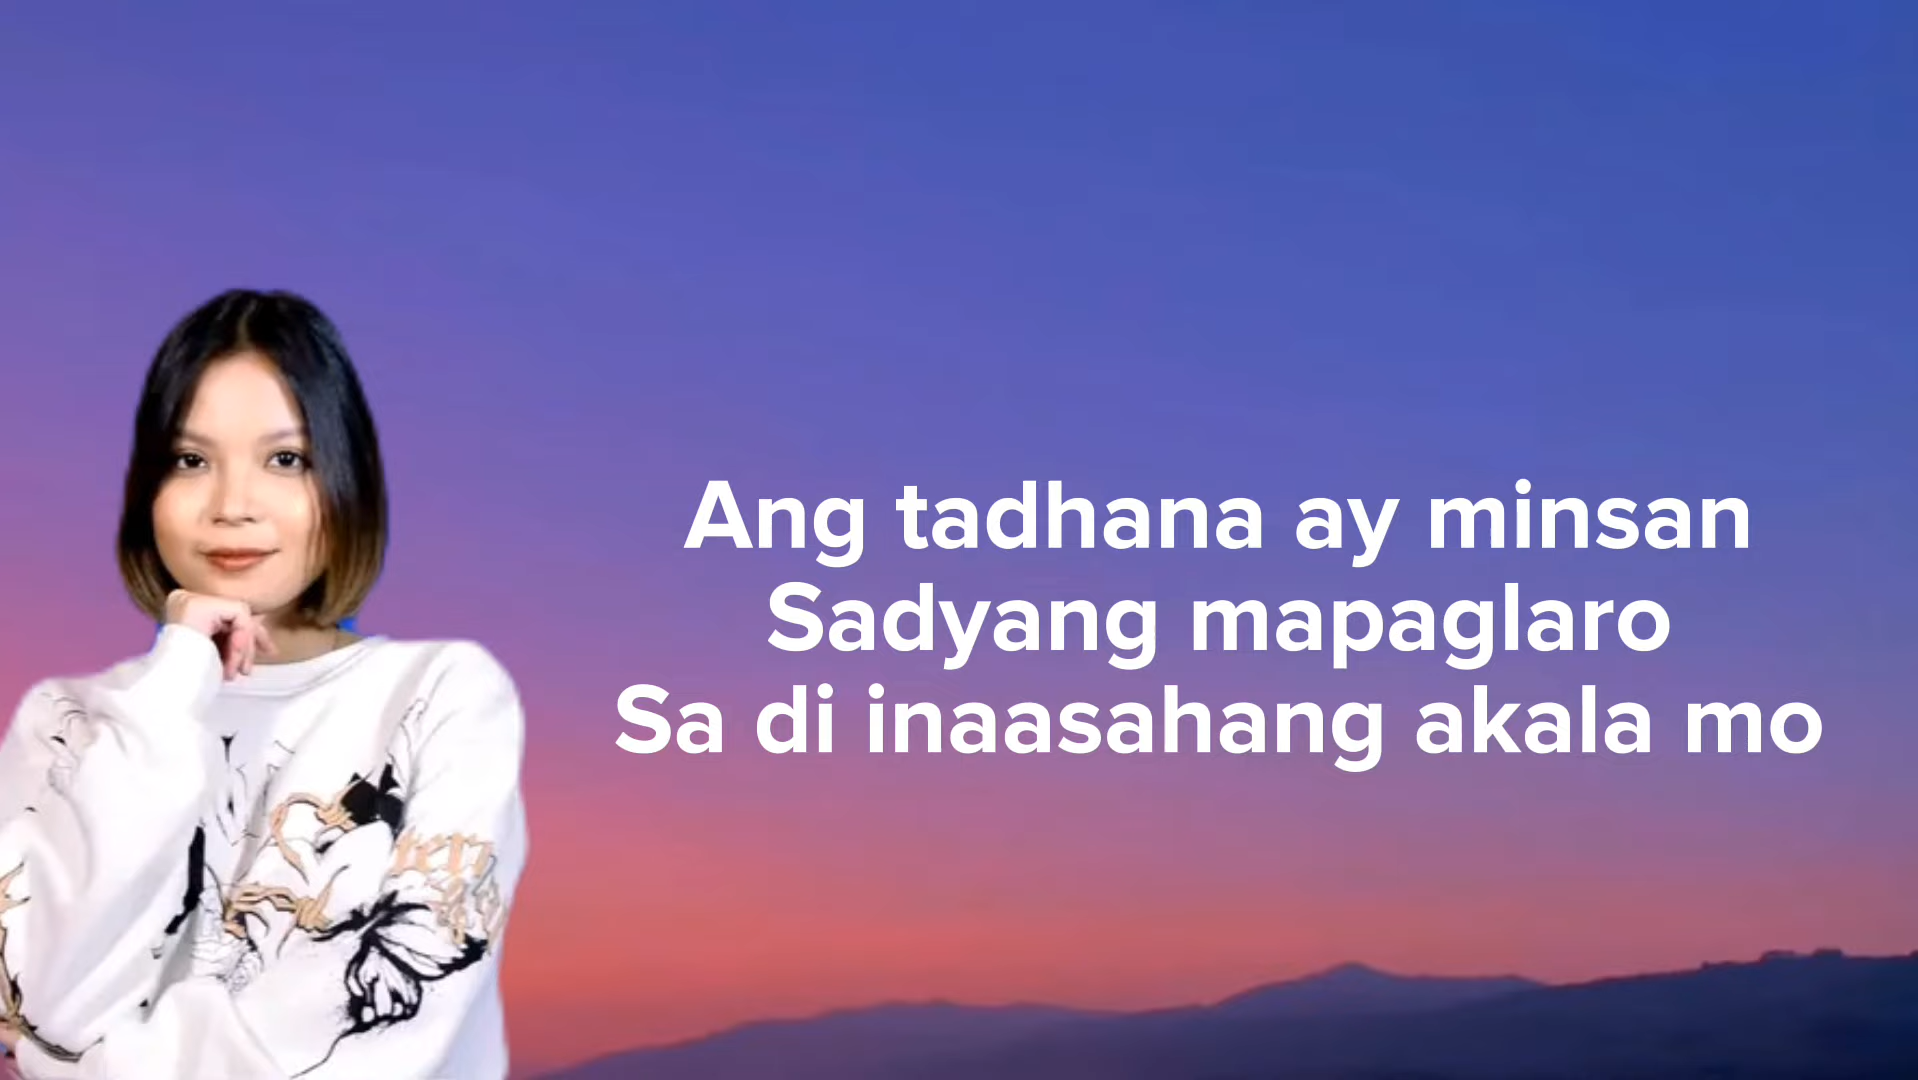 Ang tadhana ay minsan
Sadyang mapaglaro
Sa di inaasahang akala mo